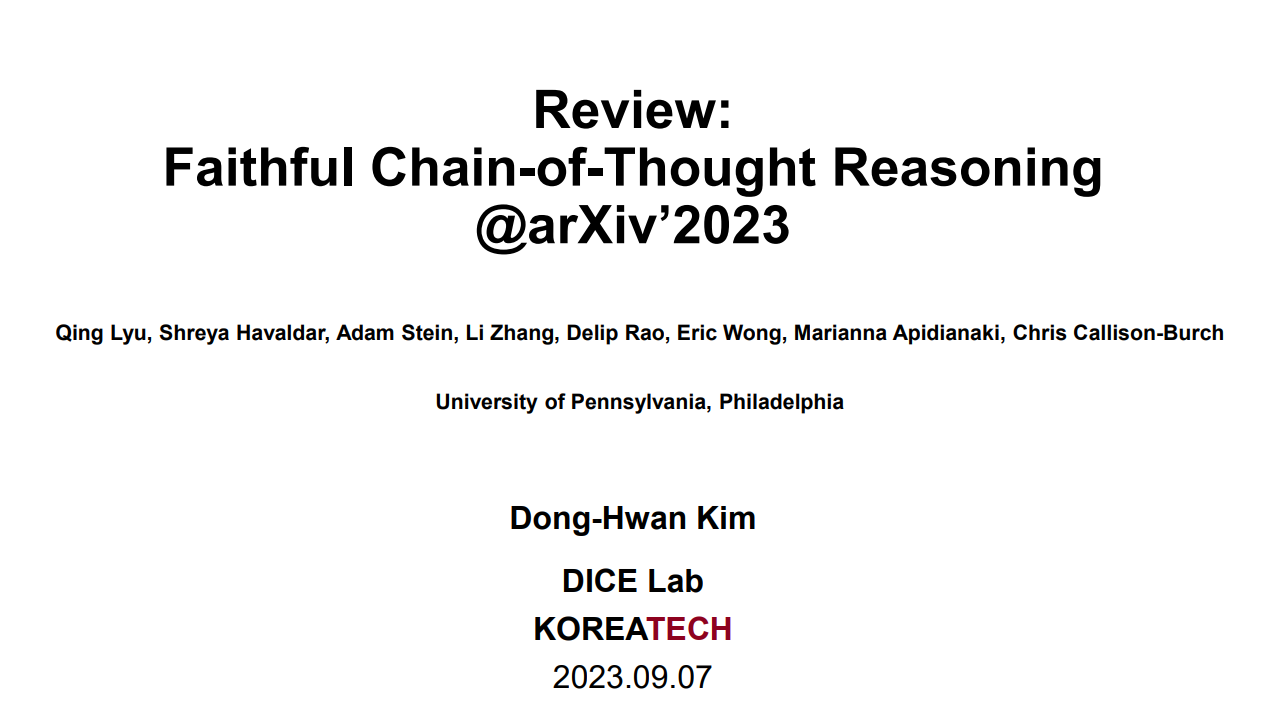 Review:
Faithful Chain-of-Thought Reasoning
@arXiv’2023
Qing Lyu, Shreya Havaldar, Adam Stein, Li Zhang, Delip Rao, Eric Wong, Marianna Apidianaki, Chris Callison-Burch
University of Pennsylvania, Philadelphia
Dong-Hwan Kim
DICE Lab
KOREATECH
2023.09.07